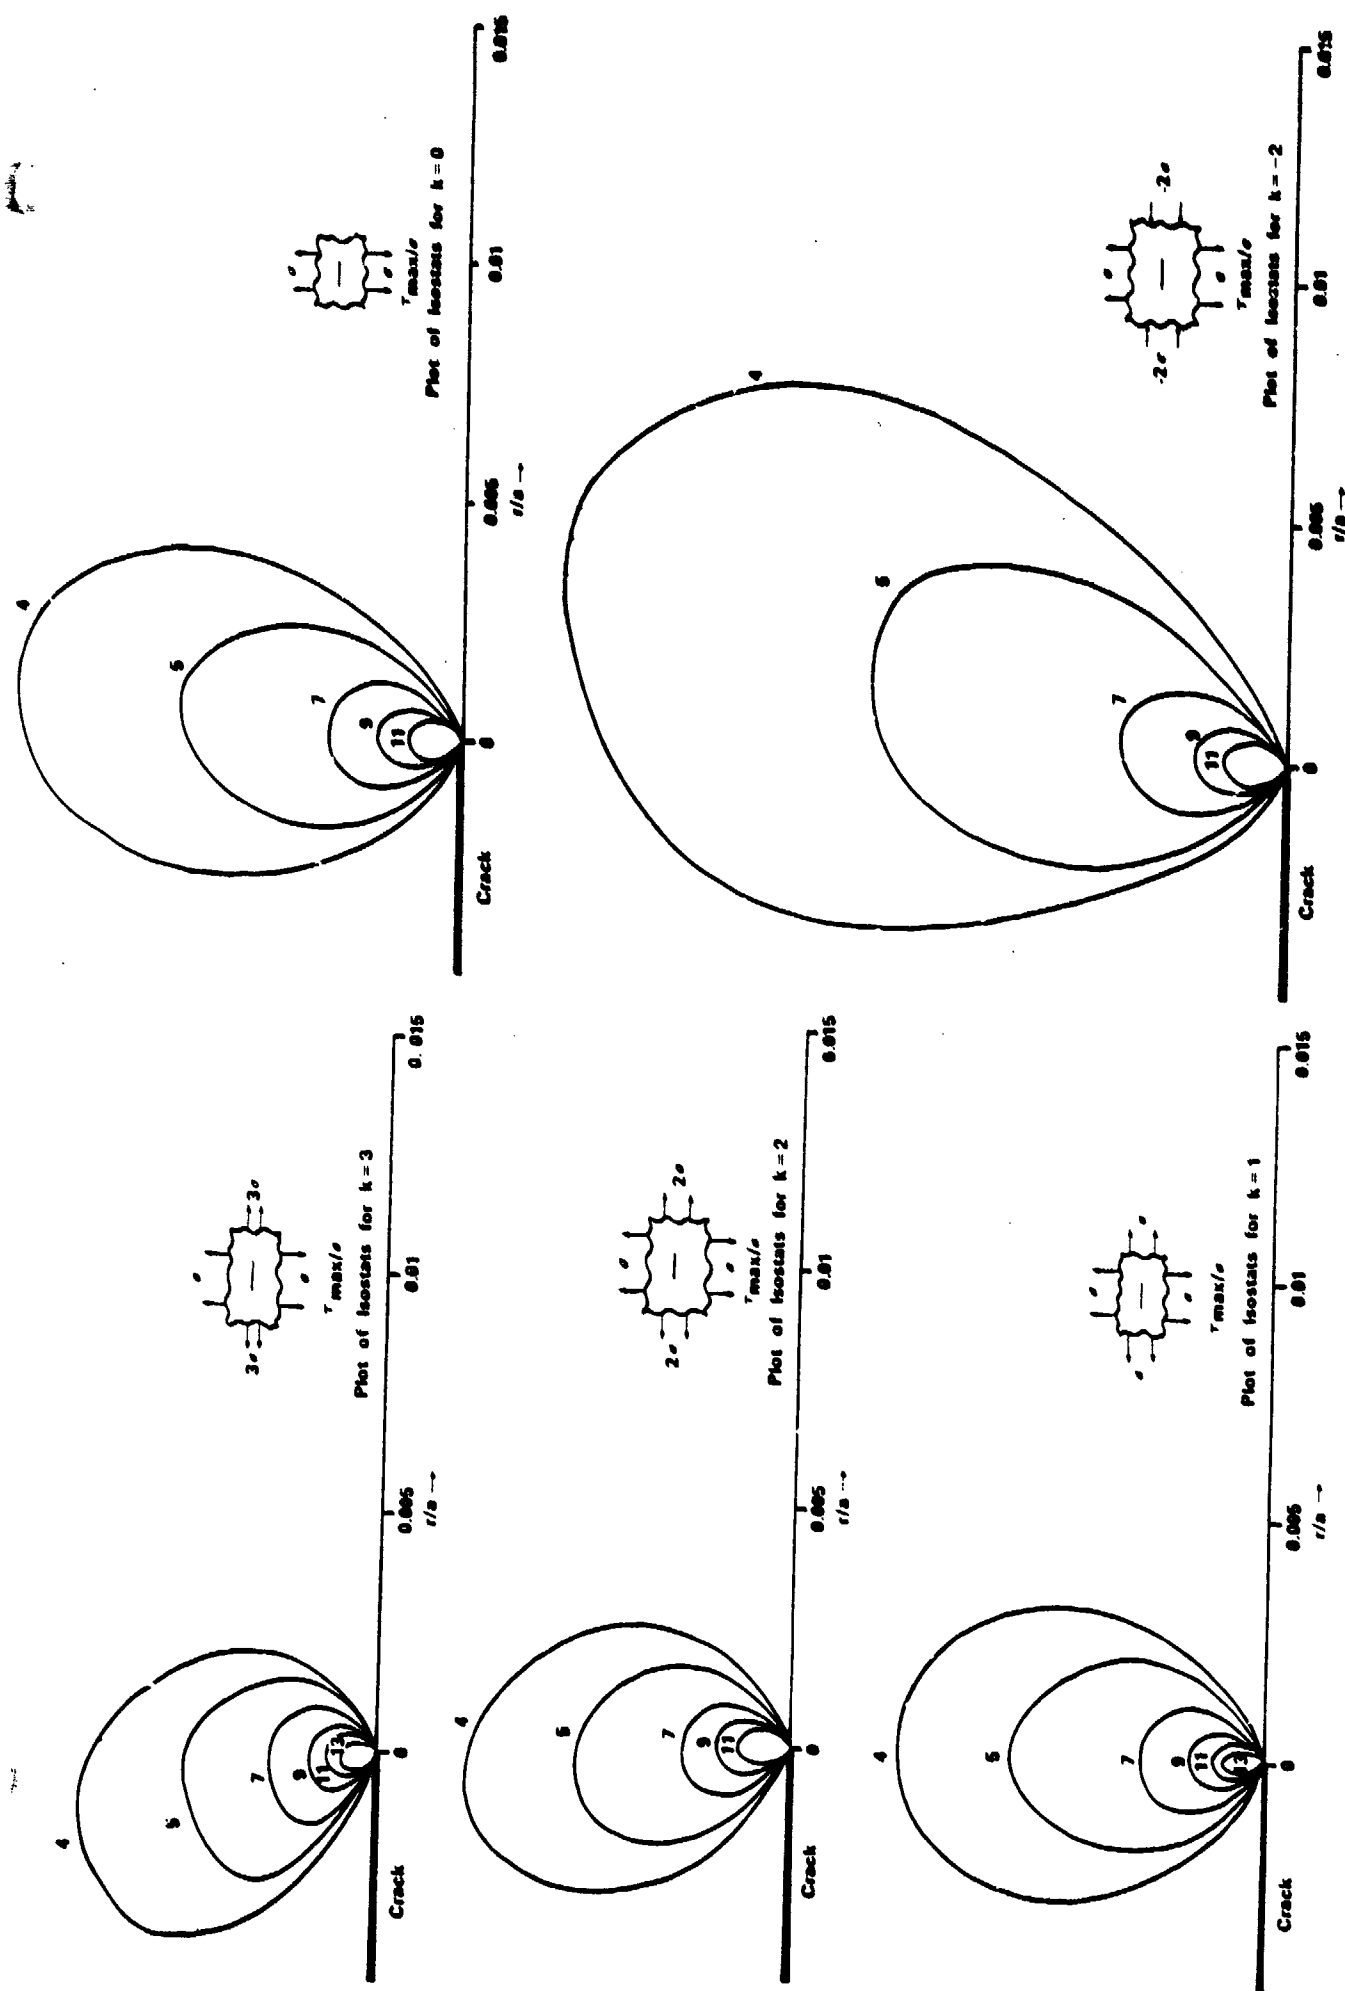 4
5
7
9
11
13
0
Crack
3σ
3σ
σ
σ
τmax/σ
Plot of Isostats for k=3
0.005
0.01
0.015
r/a →
4
5
7
9
11
0
Crack
2σ
2σ
σ
σ
τmax/σ
Plot of Isostats for k=2
0.005
0.01
0.015
r/a →
4
5
7
9
11
13
0
Crack
σ
σ
σ
σ
τmax/σ
Plot of Isostats for k=1
0.005
0.01
0.015
r/a →
4
5
7
9
11
0
Crack
σ
σ
τmax/σ
Plot of Isostats for k=0
0.005
0.01
0.015
r/a →
4
5
7
9
11
0
Crack
-2σ
-2σ
σ
σ
τmax/σ
Plot of Isostats for k=-2
0.005
0.01
0.015
r/a →